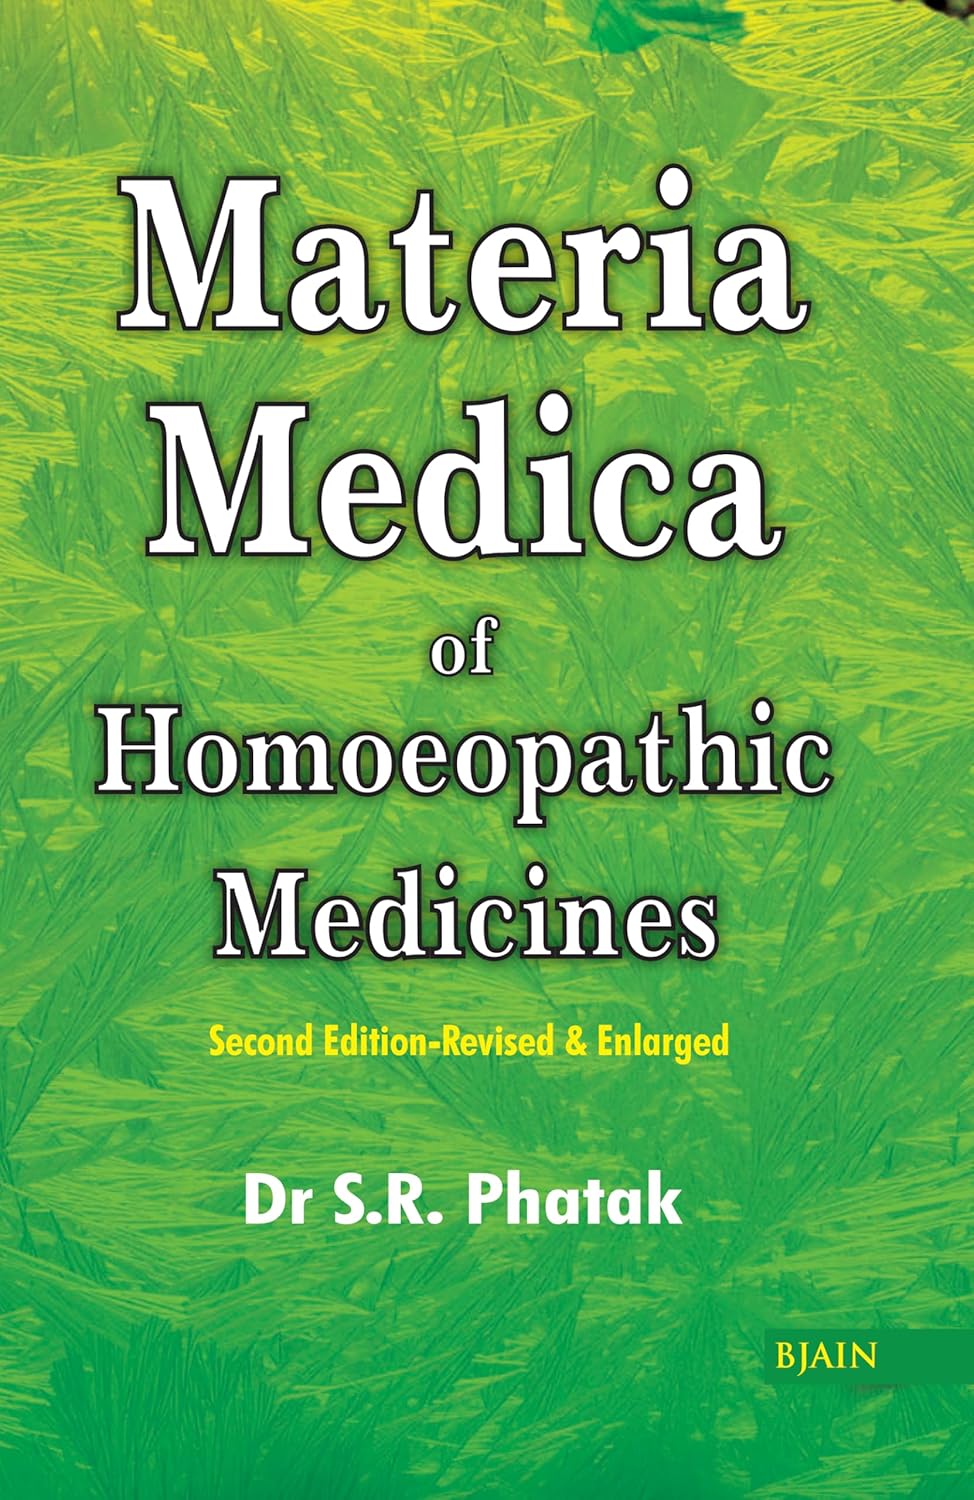 Materia
Medica
of
Homoeopathic
Medicines
Second Edition-Revised & Enlarged
Dr S.R. Phatak
BJAIN